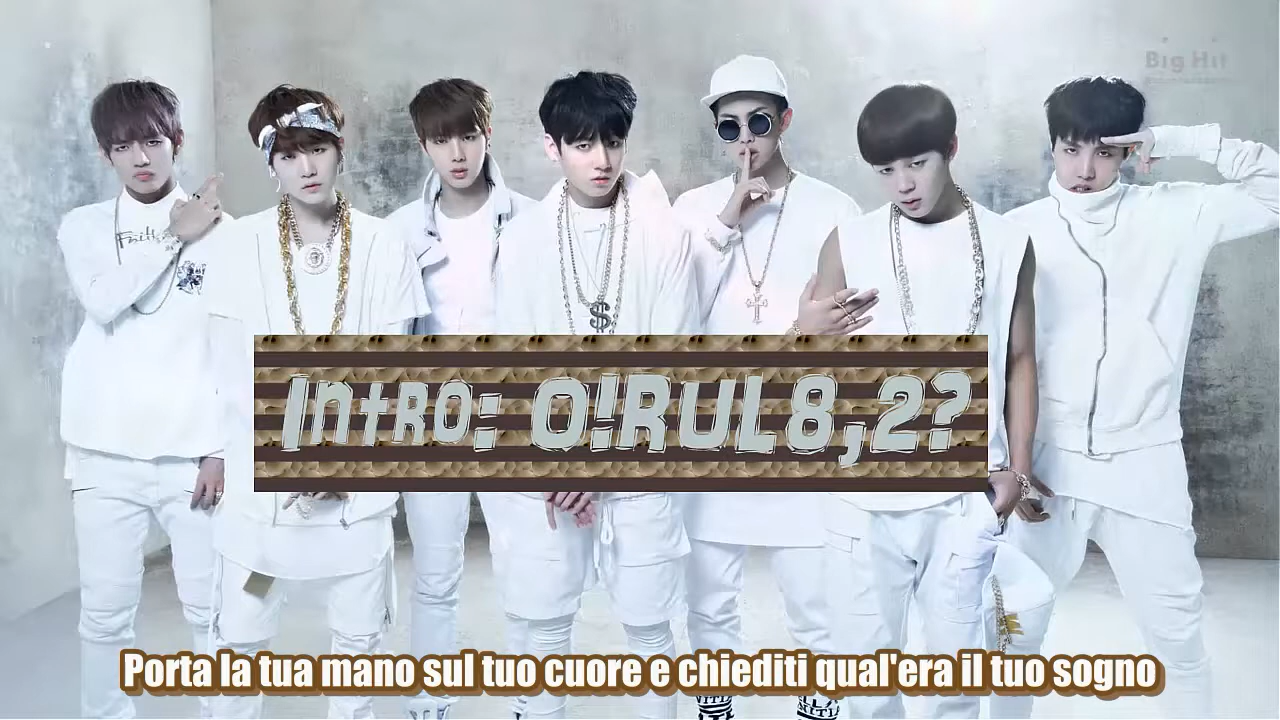 Big Hit
Intro: O!RUL8,2?
Porta la tua mano sul tuo cuore e chiediti qual'era il tuo sogno